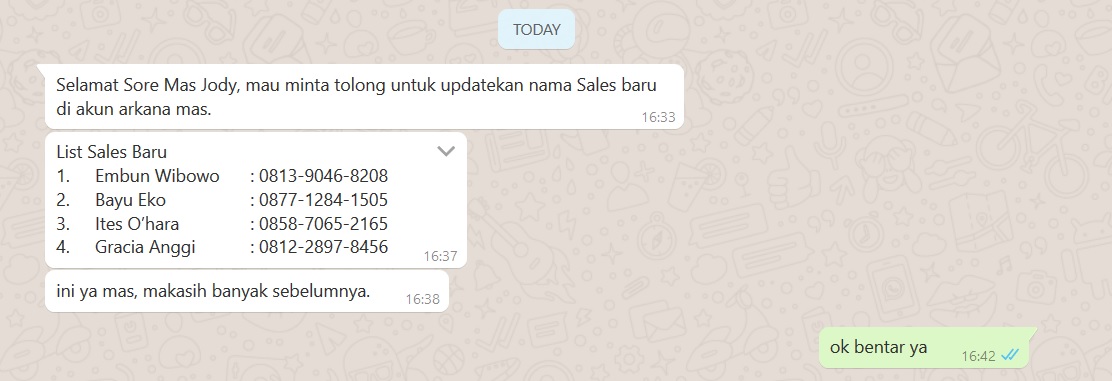 TODAY
Selamat Sore Mas Jody, mau minta tolong untuk updatekan nama Sales baru
di akun arkana mas.
16:33
List Sales Baru
1. Embun Wibowo : 0813-9046-8208
2. Bayu Eko : 0877-1284-1505
3. Ites O’hara : 0858-7065-2165
4. Gracia Anggi : 0812-2897-8456
16:37
ini ya mas, makasih banyak sebelumnya.
16:38
ok bentar ya
16:42